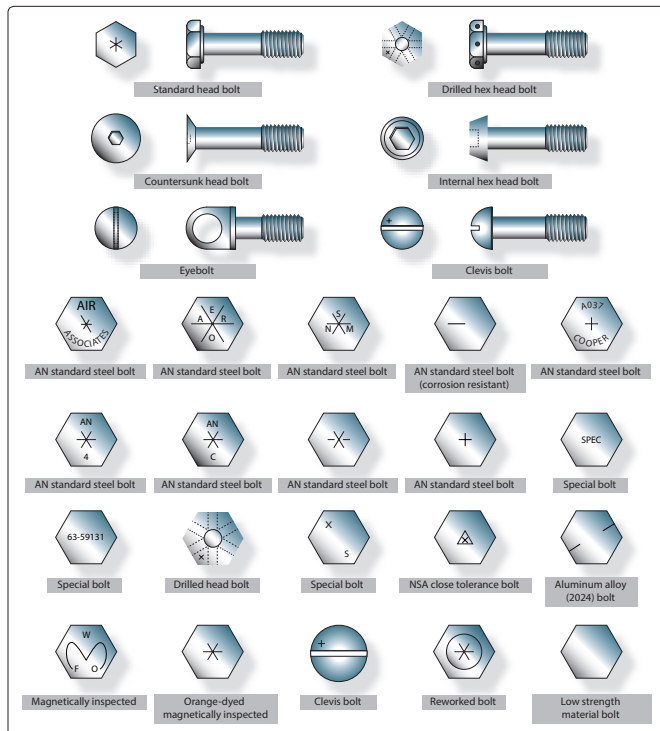 Standard head bolt
Drilled hex head bolt
Countersunk head bolt
Internal hex head bolt
Eyebolt
Clevis bolt
AIR
ASSOCIATES
E
A R
O
S
N M
A037
COOPER
AN standard steel bolt
AN standard steel bolt
AN standard steel bolt
AN standard steel bolt
(corrosion resistant)
AN standard steel bolt
AN
4
AN
C
SPEC
AN standard steel bolt
AN standard steel bolt
AN standard steel bolt
AN standard steel bolt
Special bolt
63-59131
X
S
X
Special bolt
Drilled head bolt
Special bolt
NSA close tolerance bolt
Aluminum alloy
(2024) bolt
W
F O
Magnetically inspected
Orange-dyed
magnetically inspected
Clevis bolt
Reworked bolt
Low strength
material bolt